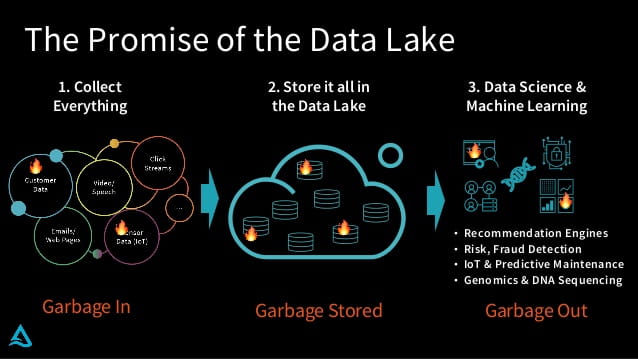 The Promise of the Data Lake
1. Collect
Everything
2. Store it all in
the Data Lake
3. Data Science &
Machine Learning
Click
Streams
Customer
Data
Video/
Speech
...
Emails/
Web Pages
Sensor
Data (IoT)
• Recommendation Engines
• Risk, Fraud Detection
• IoT & Predictive Maintenance
• Genomics & DNA Sequencing
Garbage In
Garbage Stored
Garbage Out